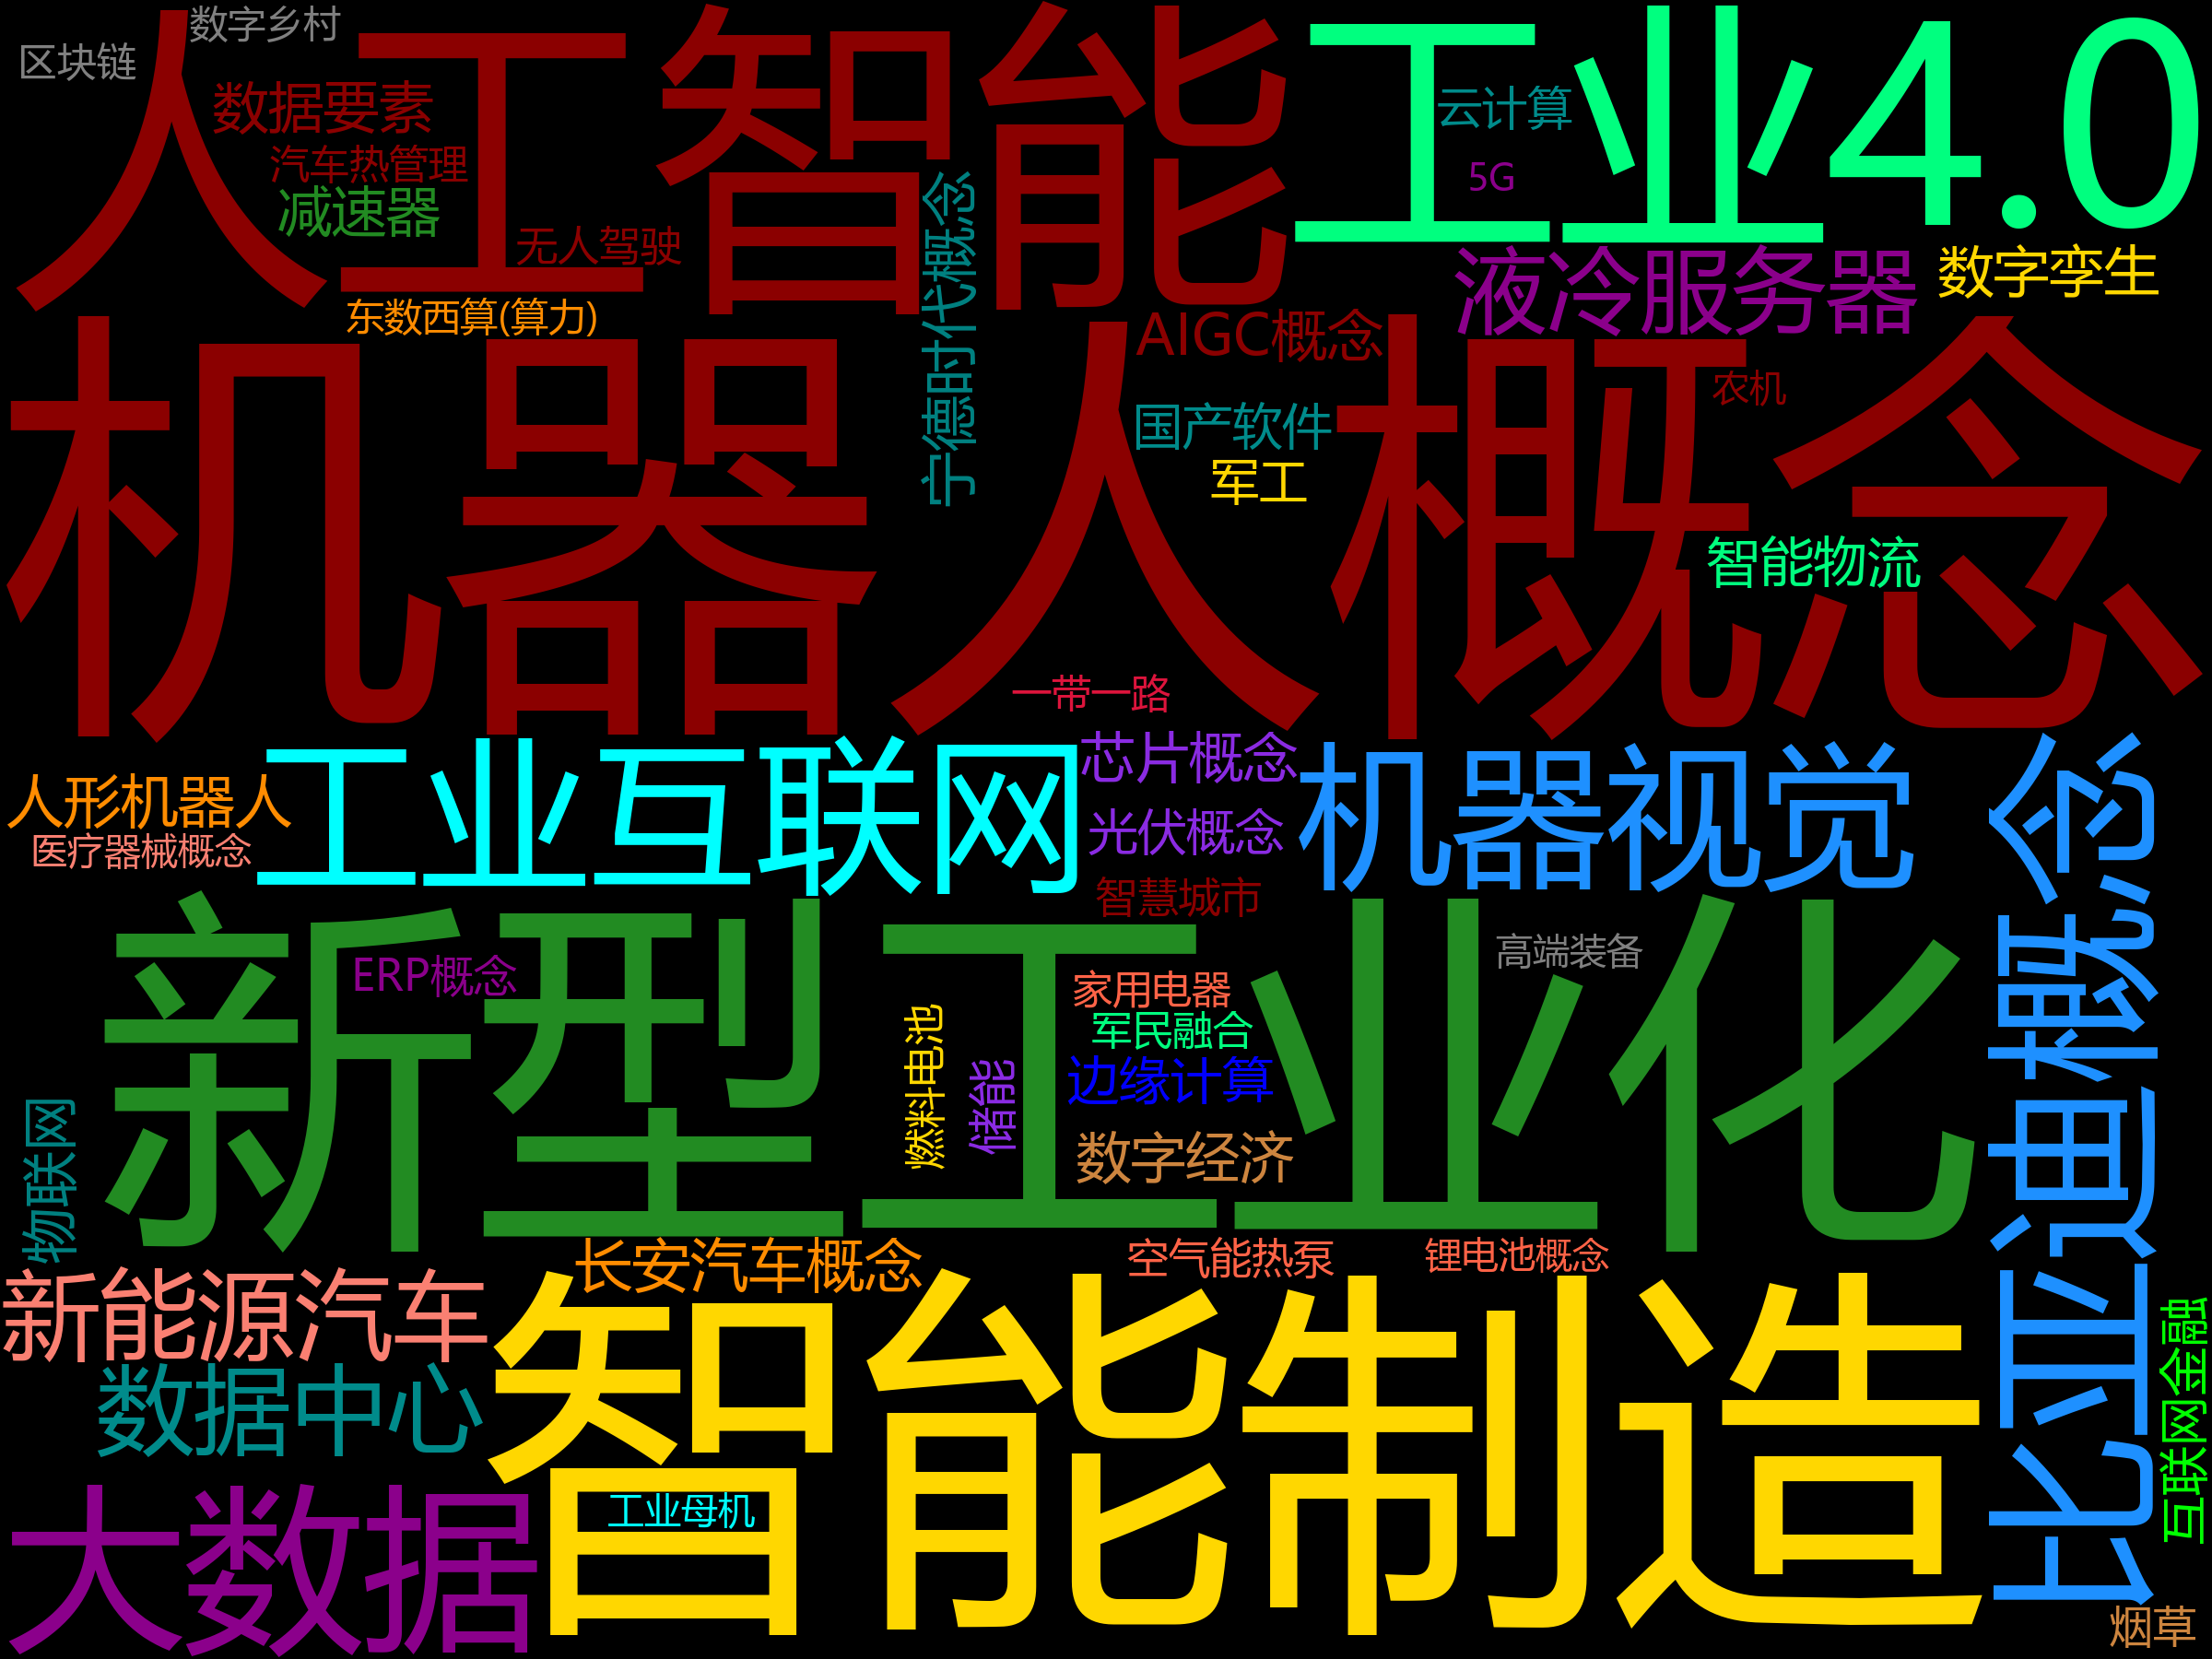 数字乡村
区块链
人工智能
工业4.0
数据要素
云计算
汽车热管理
5G
减速器
无人驾驶
宁德时代概念
液冷服务器
数字孪生
东数西算(算力)
AIGC概念
机器人概念
农机
国产软件
军工
智能物流
一带一路
芯片概念
人形机器人
工业互联网
机器视觉
比亚迪概念
光伏概念
医疗器械概念
智慧城市
新型工业化
高端装备
ERP概念
家用电器
燃料电池
军民融合
储能
边缘计算
物联网
数字经济
长安汽车概念
空气能热泵
锂电池概念
新能源汽车
智能制造
互联网金融
数据中心
大数据
工业母机
烟草